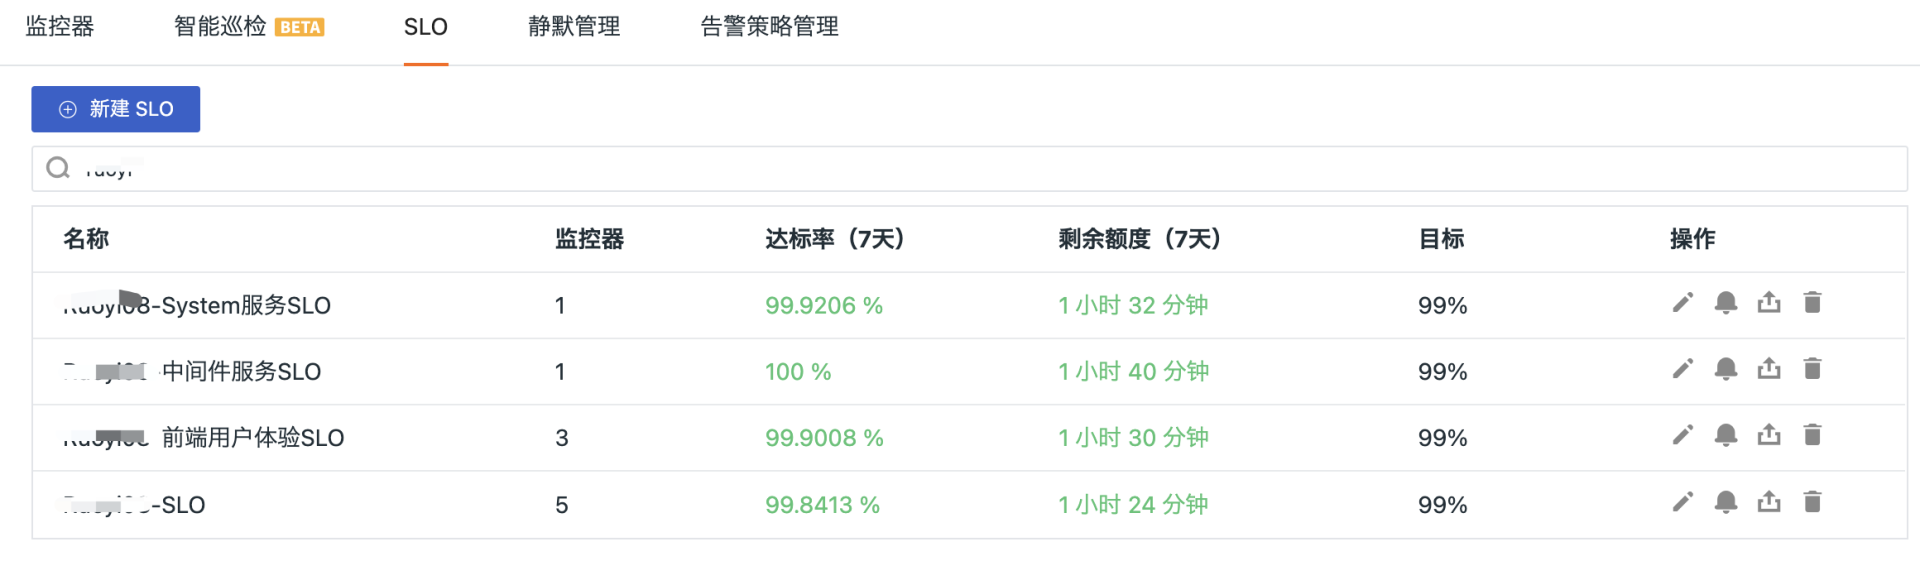 监控器 智能巡检 BETA SLO 静默管理 告警策略管理
新建 SLO
名称 监控器 达标率（7天） 剩余额度（7天） 目标 操作
-System服务SLO 1 99.9206 % 1 小时 32 分钟 99%
-中间件服务SLO 1 100 % 1 小时 40 分钟 99%
前端用户体验SLO 3 99.9008 % 1 小时 30 分钟 99%
-SLO 5 99.8413 % 1 小时 24 分钟 99%